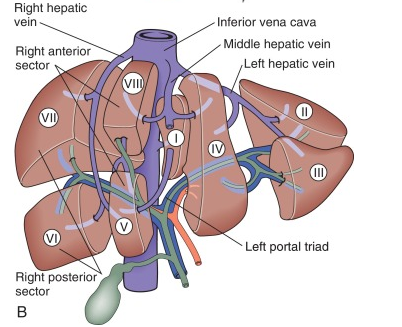 Right hepatic
vein
Inferior vena cava
Middle hepatic vein
Right anterior
sector
Left hepatic vein
VIII
VII
II
I
IV
III
V
VI
Left portal triad
Right posterior
sector
B